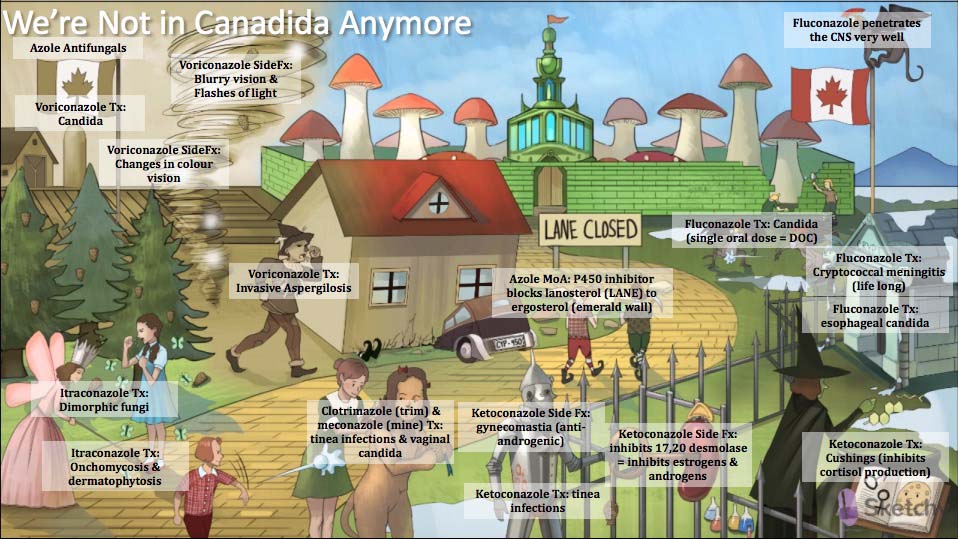 We're Not in Canadida Anymore
Azole Antifungals
Voriconazole SideFx:
Blurry vision &
Flashes of light
Fluconazole penetrates
the CNS very well
Voriconazole Tx:
Candida
Voriconazole SideFx:
Changes in colour
vision
LANE CLOSED
Fluconazole Tx: Candida
(single oral dose = DOC)
Voriconazole Tx:
Invasive Aspergilosis
Azole MoA: P450 inhibitor
blocks lanosterol (LANE) to
ergosterol (emerald wall)
Fluconazole Tx:
Cryptococcal meningitis
(life long)
Fluconazole Tx:
esophageal candida
CYP-450
Itraconazole Tx:
Dimorphic fungi
Clotrimazole (trim) &
meconazole (mine) Tx:
tinea infections & vaginal
candida
Ketoconazole Side Fx:
gynecomastia (anti-
androgenic)
Ketoconazole Side Fx:
inhibits 17,20 desmolase
= inhibits estrogens &
androgens
Ketoconazole Tx:
Cushings (inhibits
cortisol production)
Itraconazole Tx:
Onchomycosis &
dermatophytosis
Ketoconazole Tx: tinea
infections
Sketchy